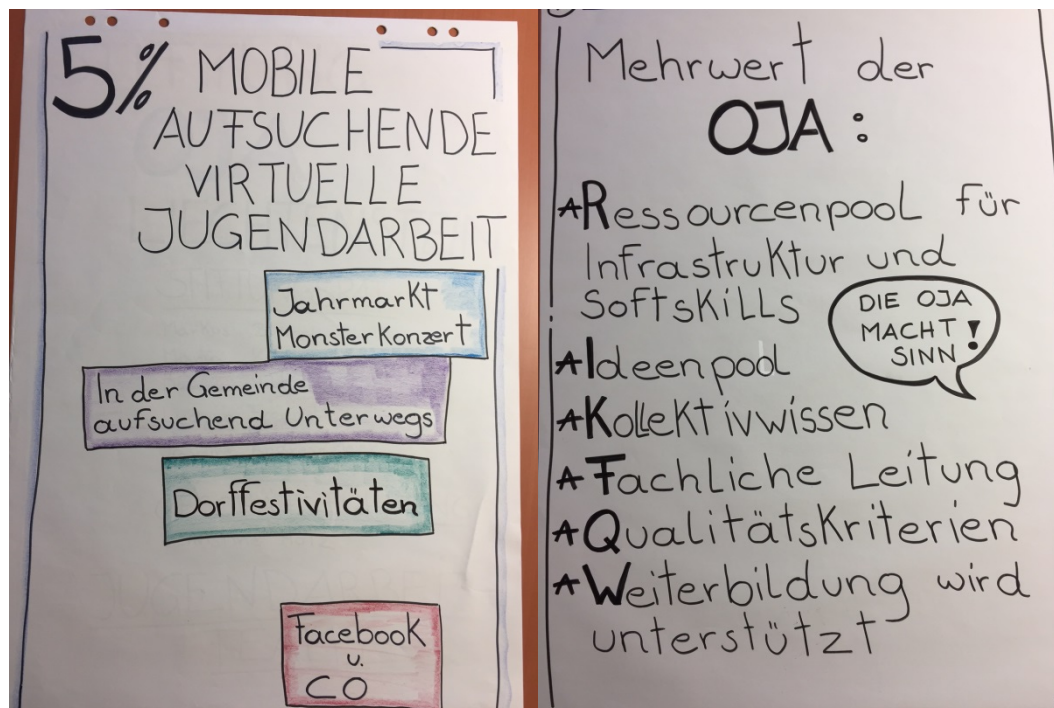 5% MOBILE
AUFSUCHENDE
VIRTUELLE
JUGENDARBEIT
Jahrmarkt
Monsterkonzert
In der Gemeinde
aufsuchend Unterwegs
Dorffestivitäten
Facebook
u.
CO
Mehrwert der
OJA:
Ressourcenpool für
Infrastruktur und
Softskills
DIE OJA
MACHT
SINN!
Ideenpool
Kollektivwissen
Fachliche Leitung
Qualitätskriterien
Weiterbildung wird
unterstützt